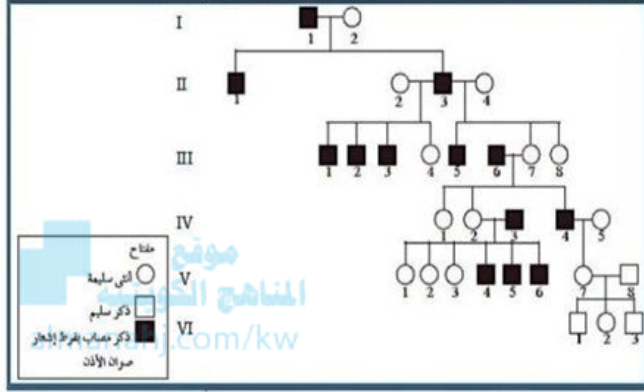 I
1 2
II
1 2 3 4
III
1 2 3 4 5 6 7 8
IV
1 2 3 4 5
مفتاح
أنثى سليمة
ذكر سليم
ذكر مصاب بفرط إشعار
صوان الأذن
موقع
المناهج الكويتية
almanahj.com/kw
V
1 2 3 4 5 6 7 8
VI
1 2 3